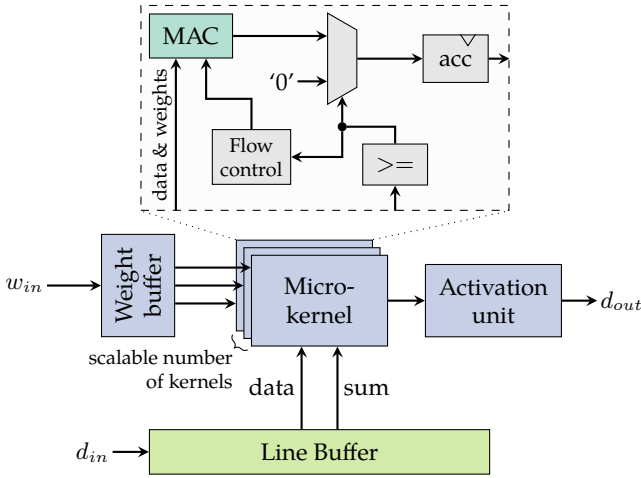 MAC
acc
'0'
data & weights
Flow
control
>=
w_in
Weight
buffer
Micro-
kernel
Activation
unit
d_out
scalable number
of kernels
data
sum
d_in
Line Buffer